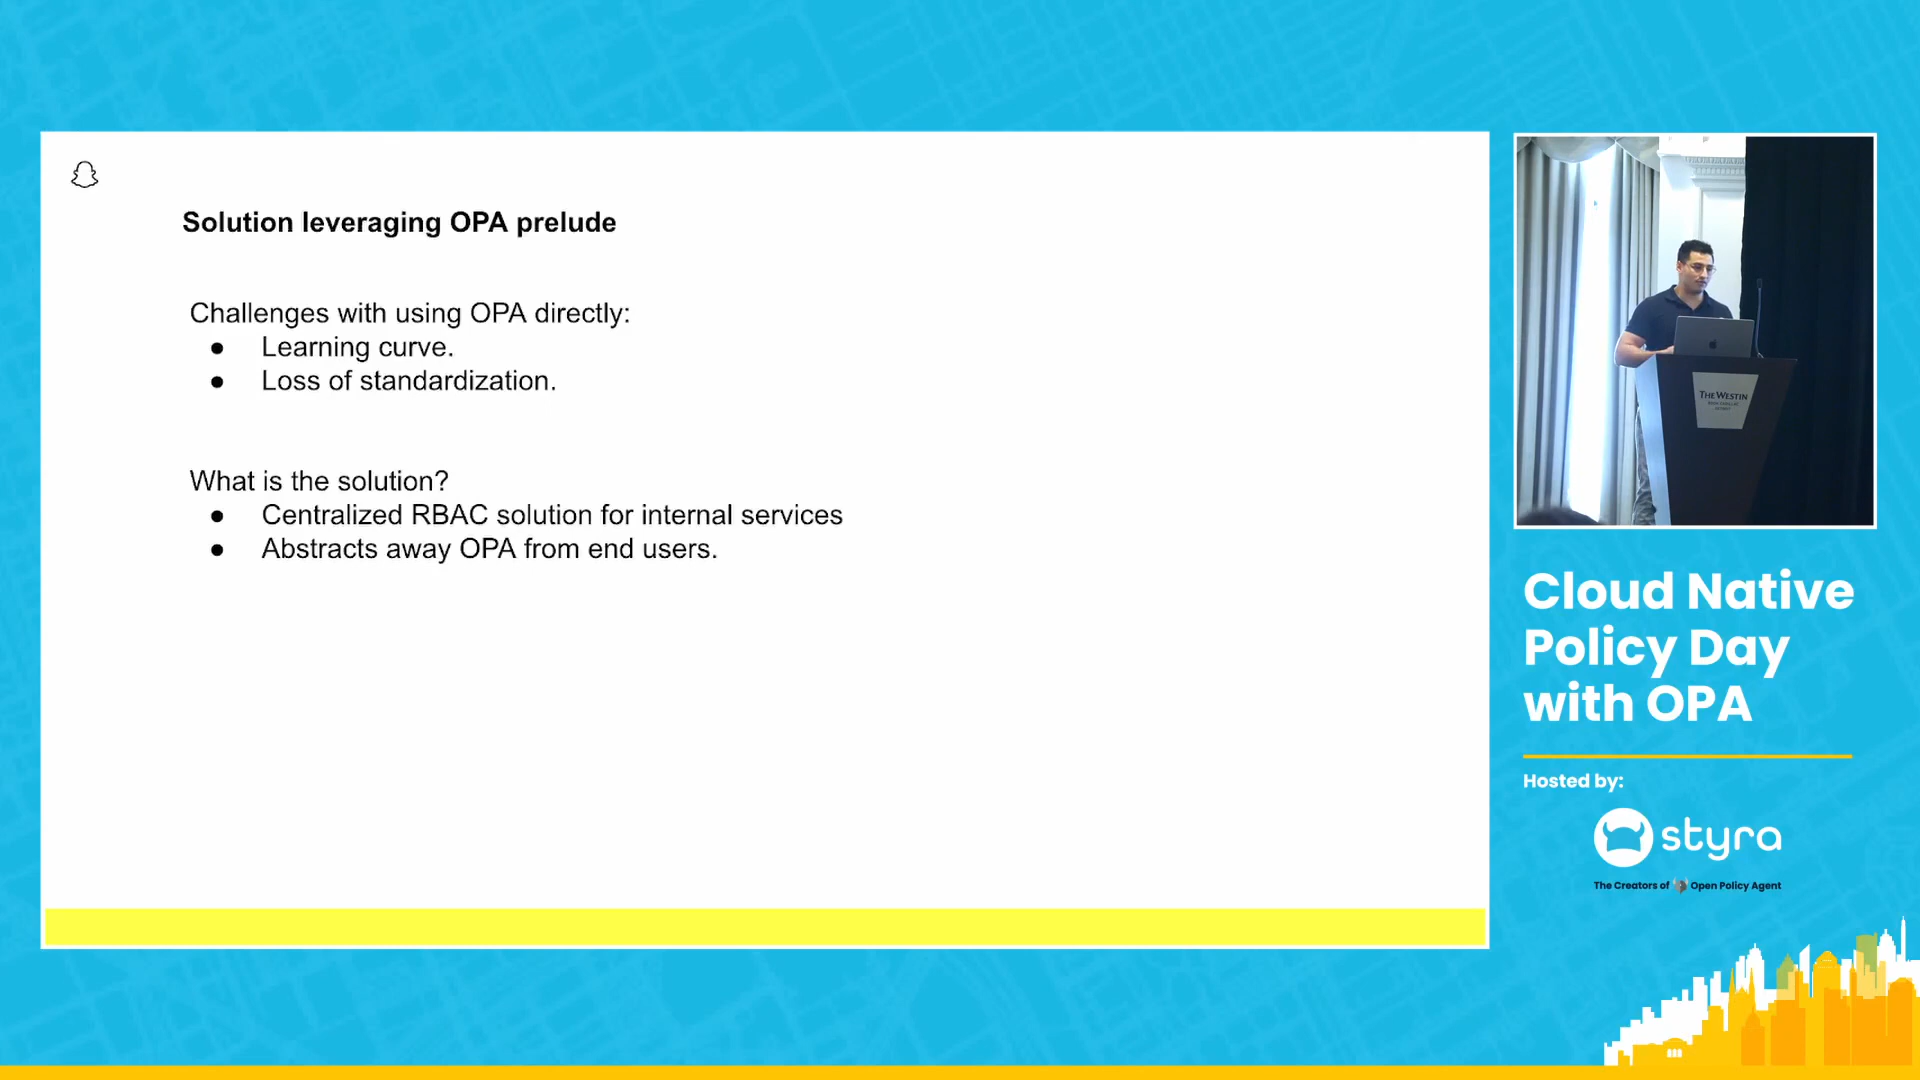 Solution leveraging OPA prelude
Challenges with using OPA directly:
● Learning curve.
● Loss of standardization.
What is the solution?
● Centralized RBAC solution for internal services
● Abstracts away OPA from end users.
THE WESTIN
Cloud Native
Policy Day
with OPA
Hosted by:
styra
The Creators of Open Policy Agent